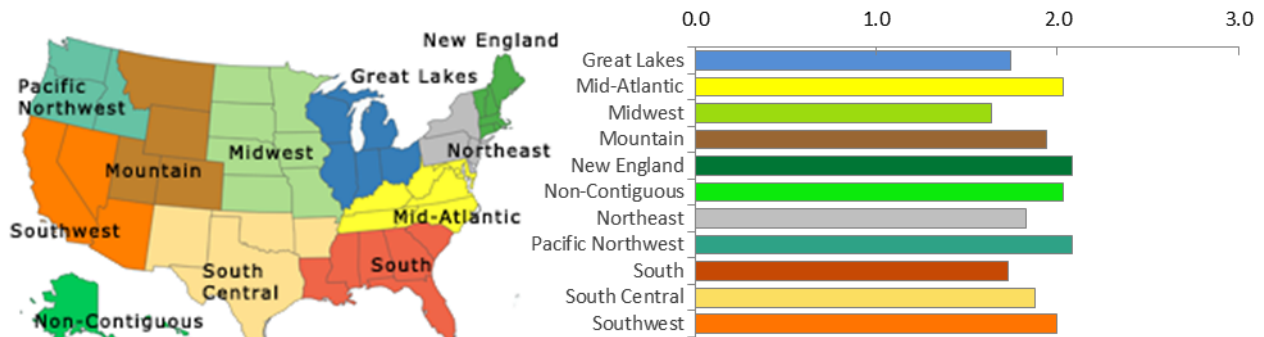 New England
Great Lakes
Pacific
Northwest
Midwest
Northeast
Mountain
Mid-Atlantic
Southwest
South
South
Central
Non-Contiguous
0.0 1.0 2.0 3.0
Great Lakes
Mid-Atlantic
Midwest
Mountain
New England
Non-Contiguous
Northeast
Pacific Northwest
South
South Central
Southwest